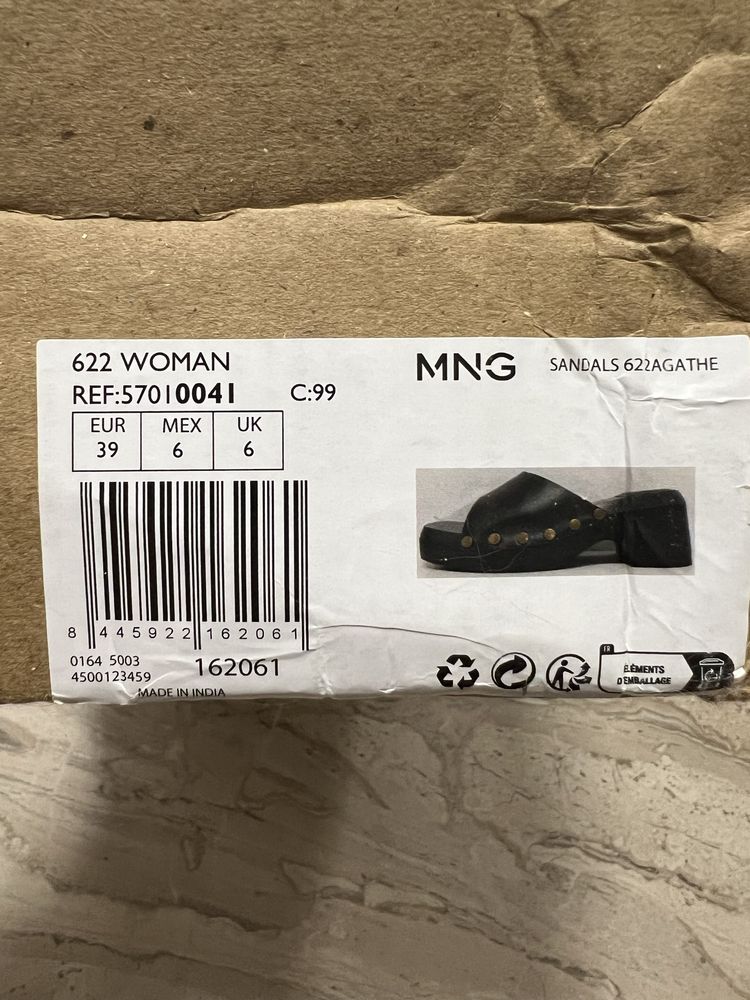 622 WOMAN
REF:57010041 C:99
EUR MEX UK
39 6 6
8 445922 162061
0164 5003
4500123459
162061
MADE IN INDIA
MNG
SANDALS 622AGATHE
FR
ÉLÉMENTS
D'EMBALLAGE